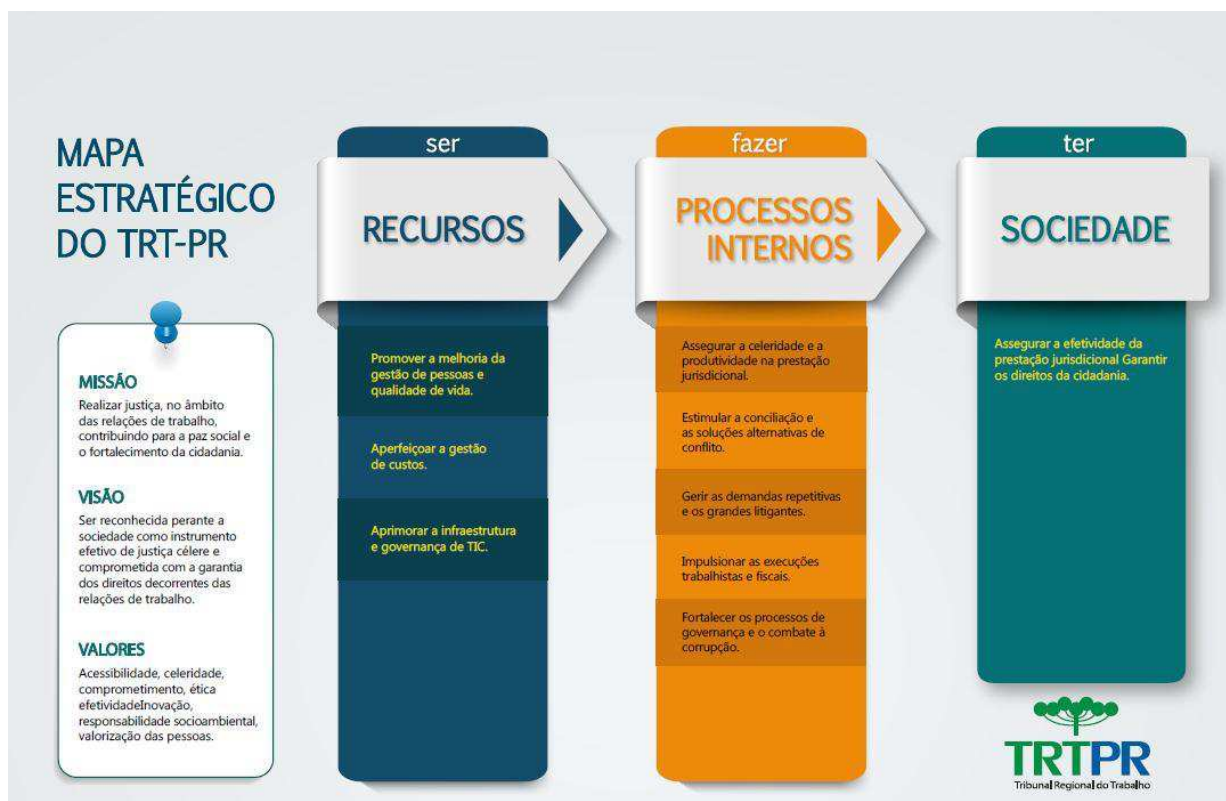 MAPA
ESTRATÉGICO
DO TRT-PR
MISSÃO
Realizar justiça, no âmbito
das relações de trabalho,
contribuindo para a paz social e
o fortalecimento da cidadania.
VISÃO
Ser reconhecida perante a
sociedade como instrumento
efetivo de justiça célere e
comprometida com a garantia
dos direitos decorrentes das
relações de trabalho.
VALORES
Acessibilidade, celeridade,
comprometimento, ética
efetividadeInovação,
responsabilidade socioambiental,
valorização das pessoas.
ser
RECURSOS
Promover a melhoria da
gestão de pessoas e
qualidade de vida.
Aperfeiçoar a gestão
de custos.
Aprimorar a infraestrutura
e governança de TIC.
fazer
PROCESSOS
INTERNOS
Assegurar a celeridade e a
produtividade na prestação
jurisdicional.
Estimular a conciliação e
as soluções alternativas de
conflito.
Gerir as demandas repetitivas
e os grandes litigantes.
Impulsionar as execuções
trabalhistas e fiscais.
Fortalecer os processos de
governança e o combate à
corrupção.
ter
SOCIEDADE
Assegurar a efetividade da
prestação jurisdicional Garantir
os direitos da cidadania.
TRTPR
Tribunal Regional do Trabalho